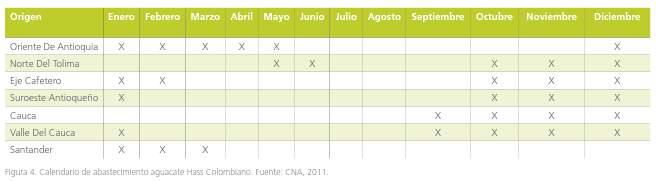 Origen Enero Febrero Marzo Abril Mayo Junio Julio Agosto Septiembre Octubre Noviembre Diciembre
Oriente De Antioquia X X X X X X
Norte Del Tolima X X X X X
Eje Cafetero X X X X X
Suroeste Antioqueño X X X X
Cauca X X X X
Valle Del Cauca X X X X X
Santander X X X
Figura 4. Calendario de abastecimiento aguacate Hass Colombiano. Fuente: CNA, 2011.